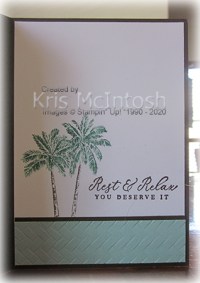 Created by
Kris McIntosh
Images © Stampin' Up! 1990 - 2020
Rest & Relax
YOU DESERVE IT